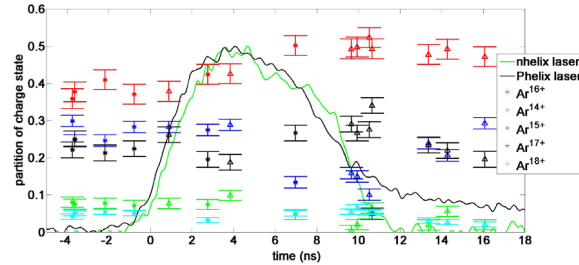 0.6
0.5
0.4
0.3
0.2
0.1
0
partition of charge state
-4 -2 0 2 4 6 8 10 12 14 16 18
time (ns)
nhelix laser
Phelix laser
Ar16+
Ar14+
Ar15+
Ar17+
Ar18+